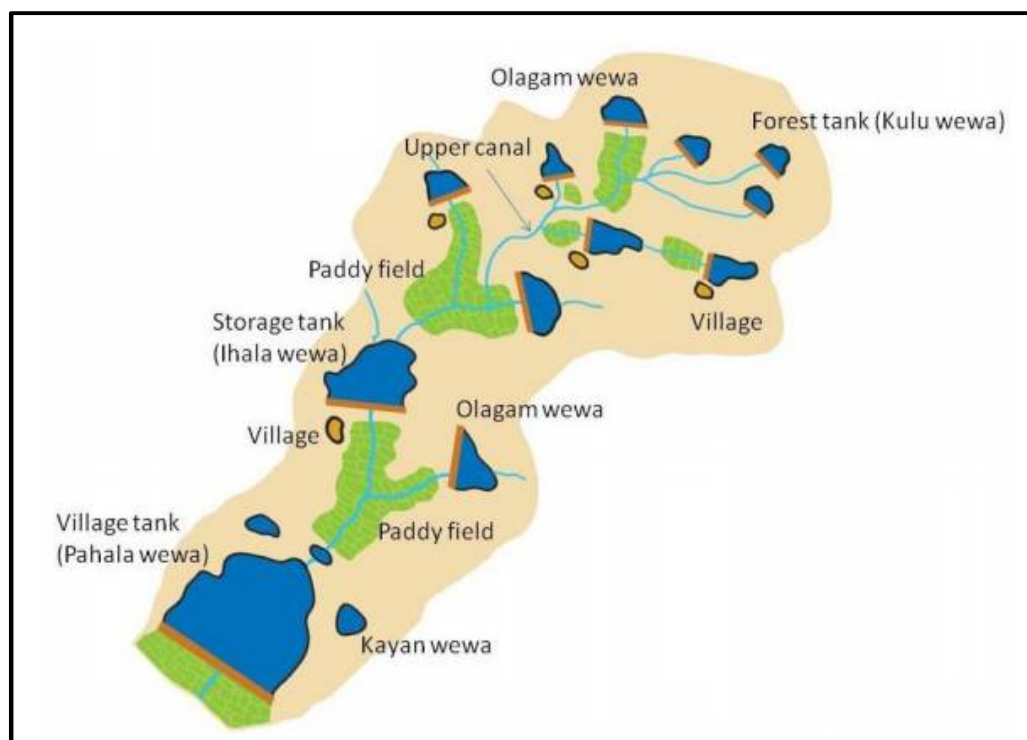 Olagam wewa
Forest tank (Kulu wewa)
Upper canal
Paddy field
Storage tank
(Ihala wewa)
Village
Olagam wewa
Village
Paddy field
Village tank
(Pahala wewa)
Kayan wewa